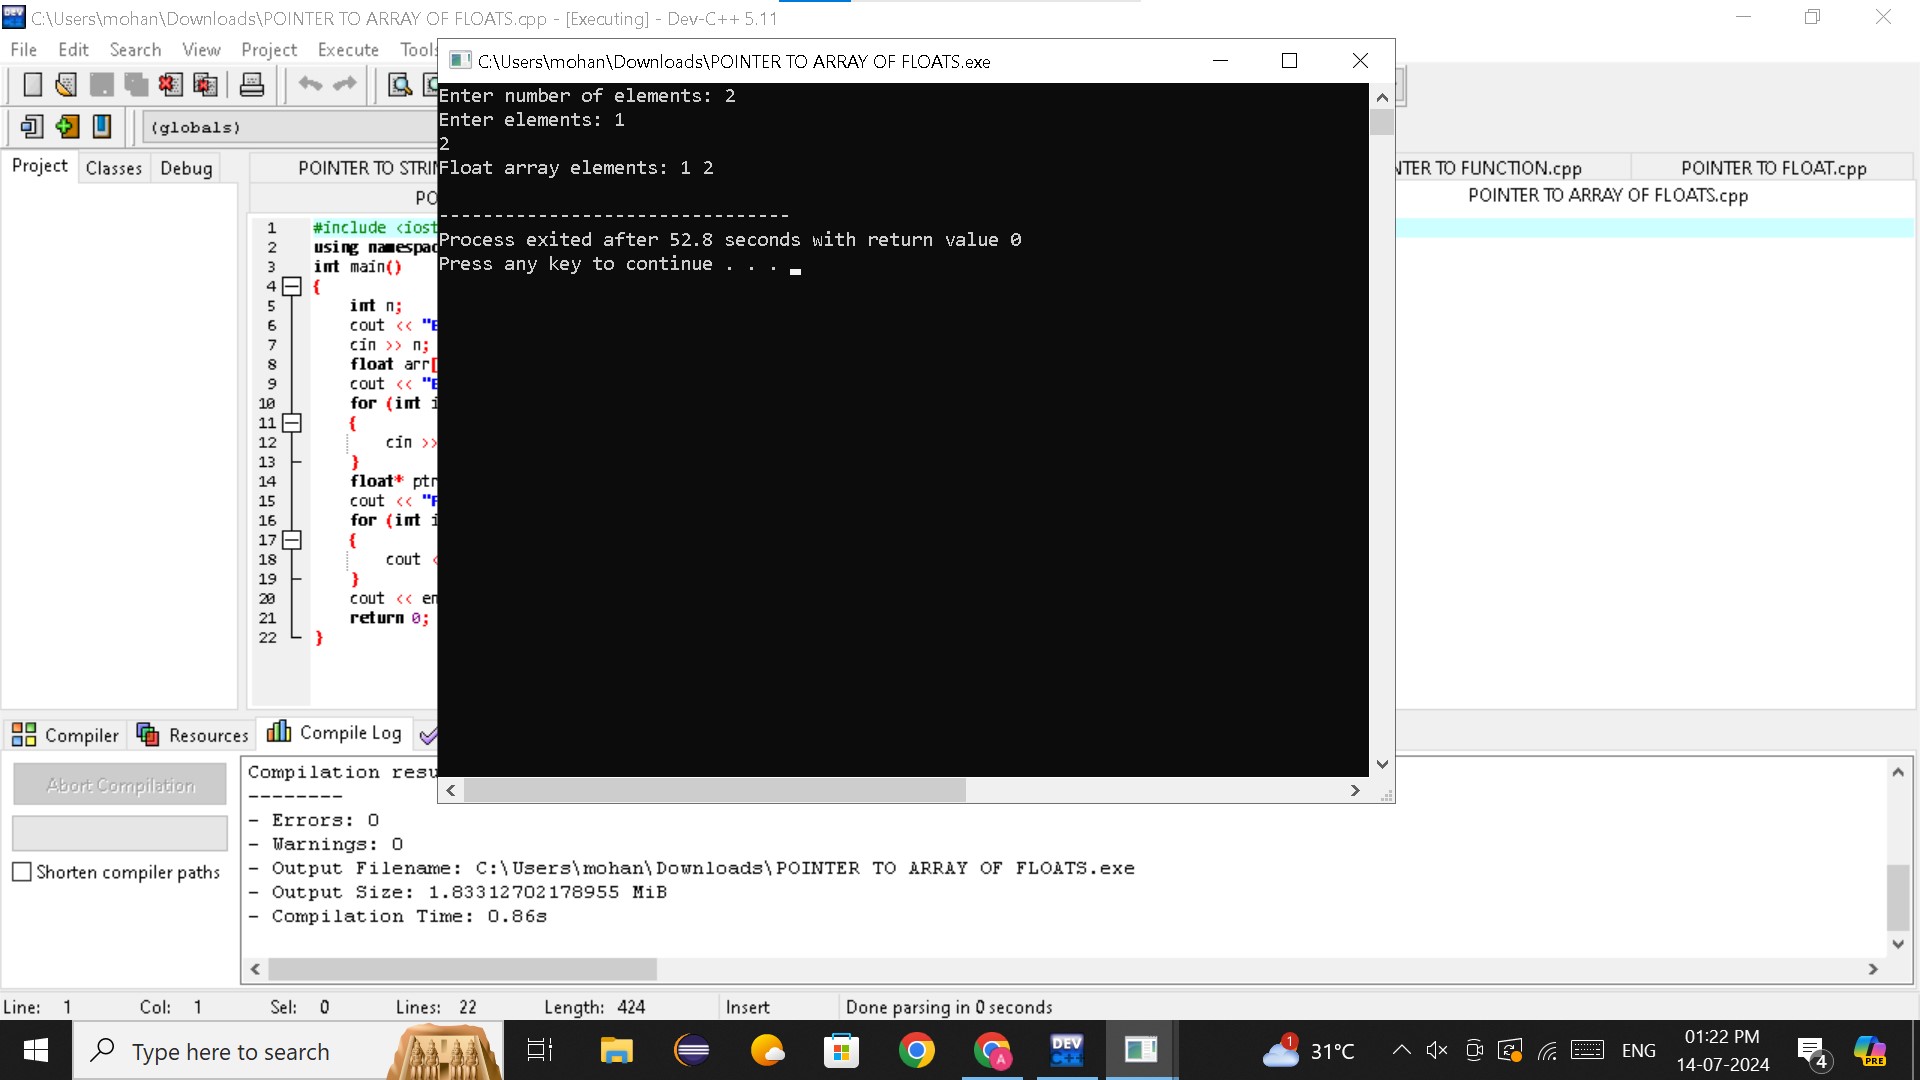 C:\Users\mohan\Downloads\POINTER TO ARRAY OF FLOATS.cpp - [Executing] - Dev-C++ 5.11
File Edit Search View Project Execute Tools
C:\Users\mohan\Downloads\POINTER TO ARRAY OF FLOATS.exe
(globals)
Project Classes Debug
POINTER TO
TO FUNCTION.cpp
POINTER TO FLOAT.cpp
POINTER TO ARRAY OF FLOATS.cpp
Enter number of elements: 2
Enter elements: 1
2
Float array elements: 1 2
--------------------------------
Process exited after 52.8 seconds with return value 0
Press any key to continue . . .
1 #include <iost
2 using namespac
3 int main()
4 {
5 int n;
6 cout << "E
7 cin >> n;
8 float arr[
9 cout << "E
10 for (int i
11 {
12 cin >>
13 }
14 float* ptr
15 cout << "F
16 for (int i
17 {
18 cout <
19 }
20 cout << en
21 return 0;
22 }
Compiler Resources Compile Log
Abort Compilation
Shorten compiler paths
Compilation resu
--------
- Errors: 0
- Warnings: 0
- Output Filename: C:\Users\mohan\Downloads\POINTER TO ARRAY OF FLOATS.exe
- Output Size: 1.83312702178955 MiB
- Compilation Time: 0.86s
Line: 1 Col: 1 Sel: 0 Lines: 22 Length: 424 Insert Done parsing in 0 seconds
Type here to search
DEV C++
1
31°C
ENG
01:22 PM
14-07-2024
4
PRE